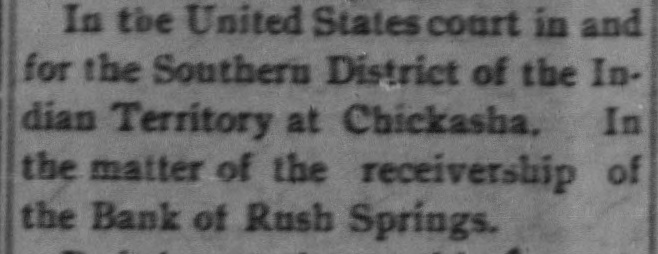 In the United States court in and
for the Southern District of the In-
dian Territory at Chickasha. In
the matter of the receivership of
the Bank of Rush Springs.